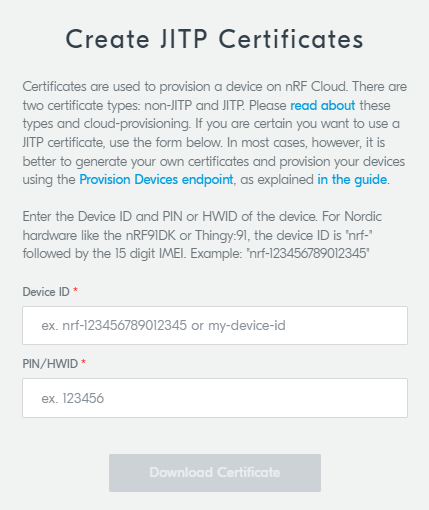 Create JITP Certificates
Certificates are used to provision a device on nRF Cloud. There are
two certificate types: non-JITP and JITP. Please read about these
types and cloud-provisioning. If you are certain you want to use a
JITP certificate, use the form below. In most cases, however, it is
better to generate your own certificates and provision your devices
using the Provision Devices endpoint, as explained in the guide.
Enter the Device ID and PIN or HWID of the device. For Nordic
hardware like the nRF91DK or Thingy:91, the device ID is "nrf-"
followed by the 15 digit IMEI. Example: "nrf-123456789012345"
Device ID *
ex. nrf-123456789012345 or my-device-id
PIN/HWID *
ex. 123456
Download Certificate